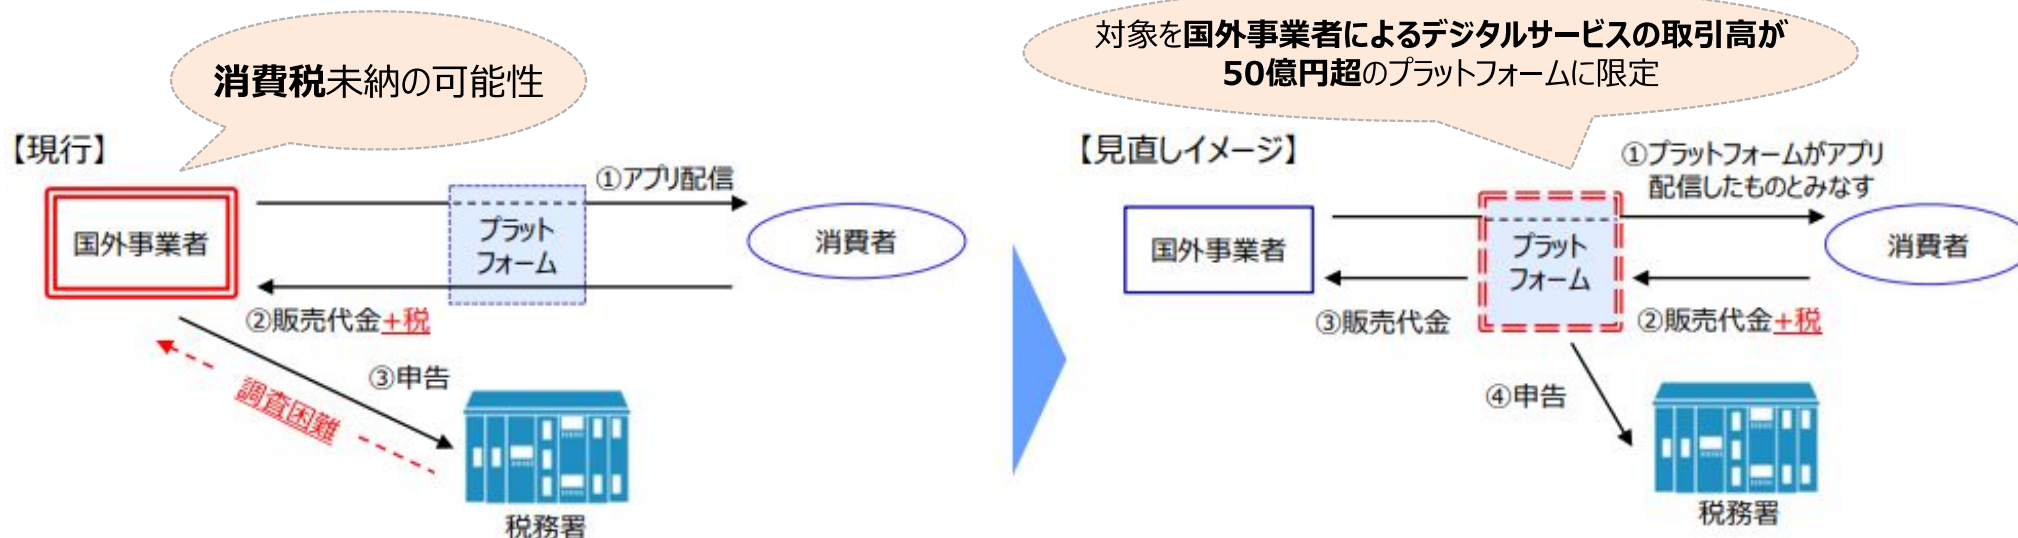 消費税未納の可能性
【現行】
①アプリ配信
国外事業者
プラット
フォーム
消費者
②販売代金+税
③申告
調査困難
税務署
対象を国外事業者によるデジタルサービスの取引高が
50億円超のプラットフォームに限定
【見直しイメージ】
①プラットフォームがアプリ
配信したものとみなす
国外事業者
プラット
フォーム
消費者
③販売代金
②販売代金+税
④申告
税務署